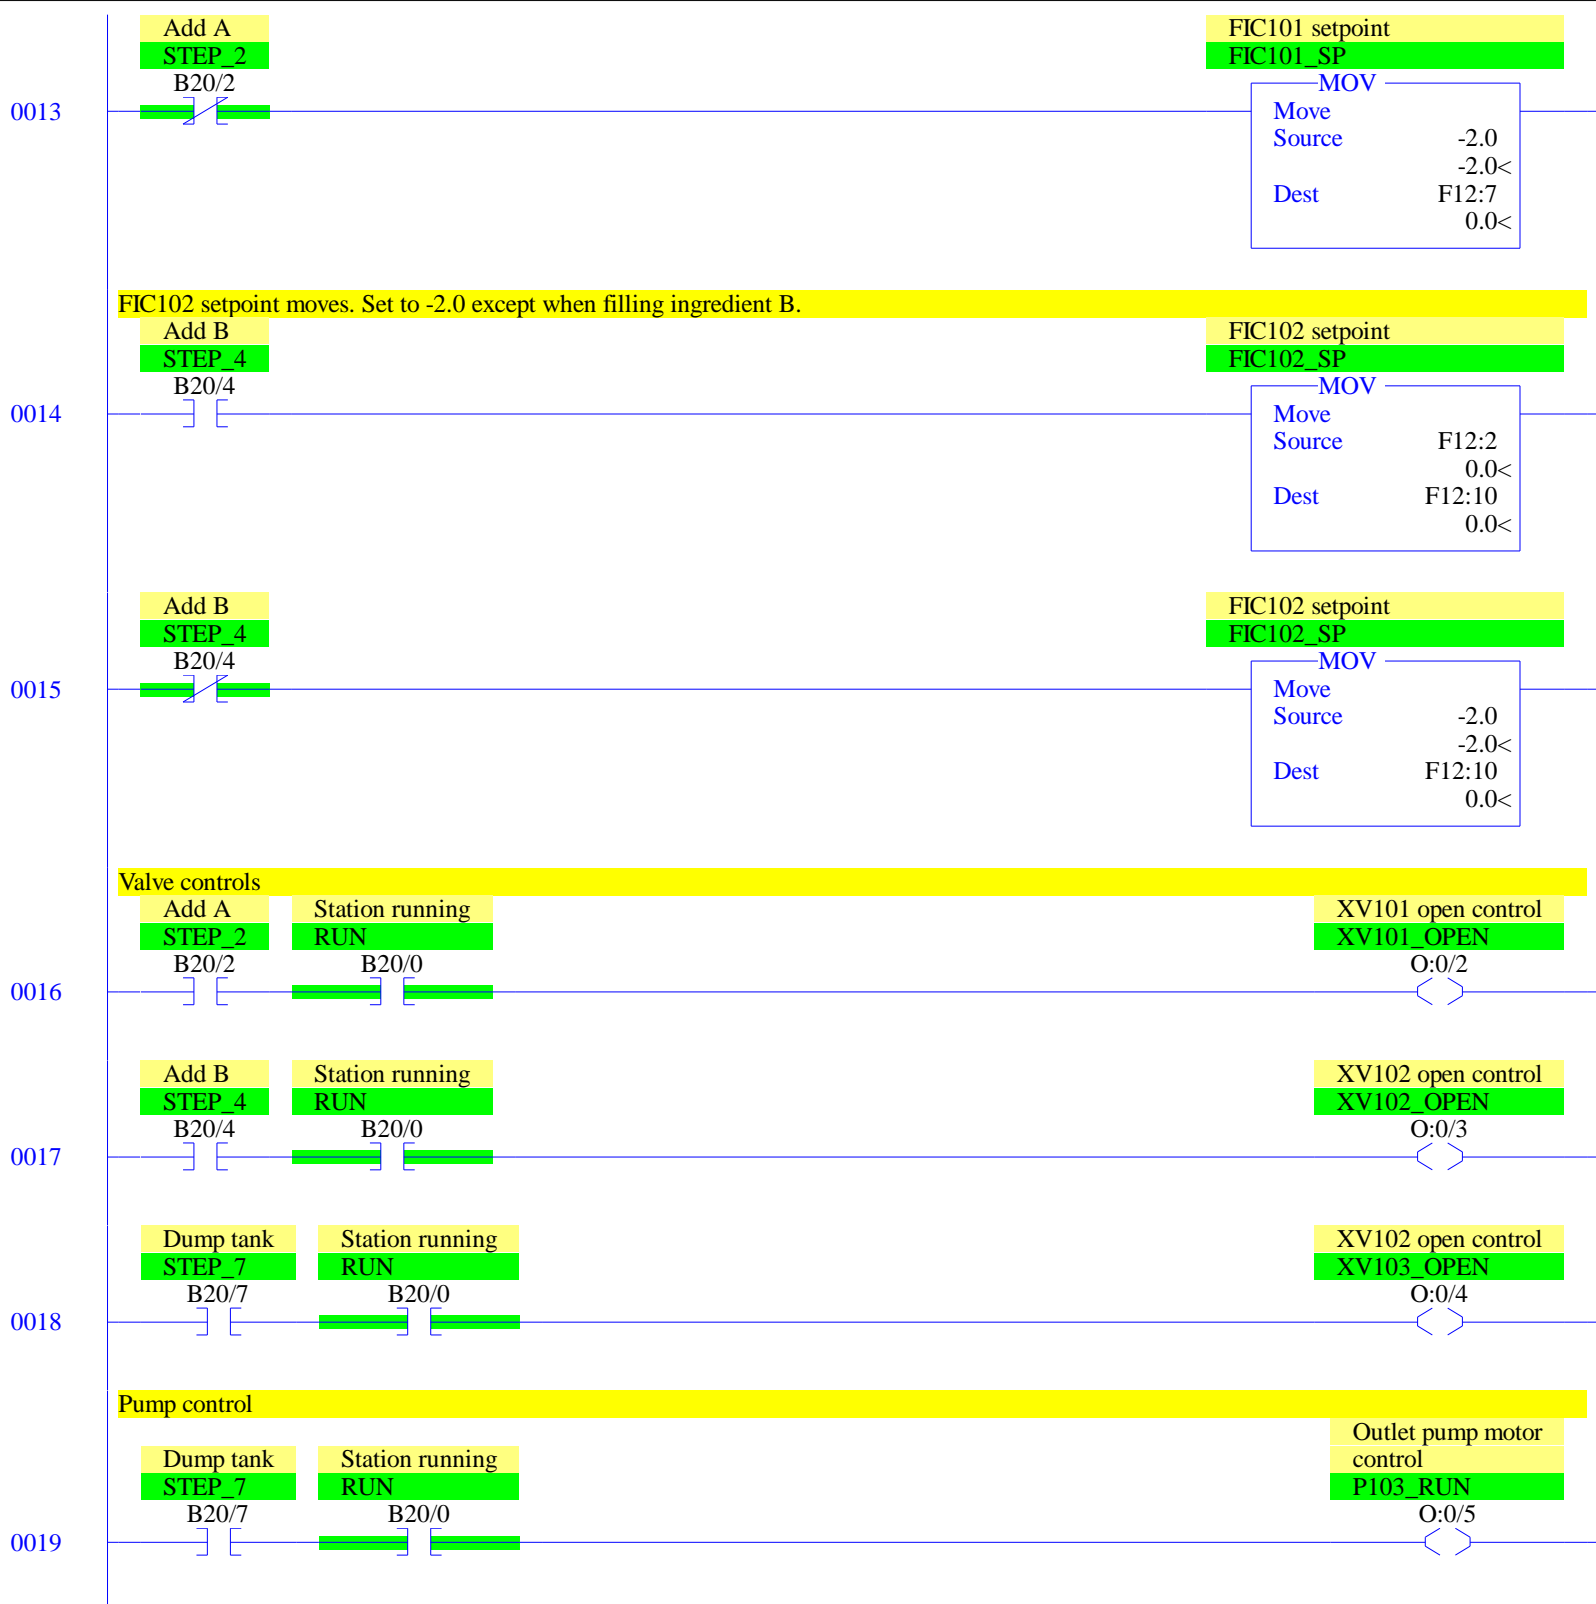 Add A
STEP_2
B20/2
FIC101 setpoint
FIC101_SP
MOV
0013
Move
Source -2.0
-2.0<
Dest F12:7
0.0<
FIC102 setpoint moves. Set to -2.0 except when filling ingredient B.
Add B
STEP_4
B20/4
FIC102 setpoint
FIC102_SP
MOV
0014
Move
Source F12:2
0.0<
Dest F12:10
0.0<
Add B
STEP_4
B20/4
FIC102 setpoint
FIC102_SP
MOV
0015
Move
Source -2.0
-2.0<
Dest F12:10
0.0<
Valve controls
Add A Station running XV101 open control
STEP_2 RUN XV101_OPEN
B20/2 B20/0 O:0/2
0016
Add B Station running XV102 open control
STEP_4 RUN XV102_OPEN
B20/4 B20/0 O:0/3
0017
Dump tank Station running XV102 open control
STEP_7 RUN XV103_OPEN
B20/7 B20/0 O:0/4
0018
Pump control
Outlet pump motor
Dump tank Station running control
STEP_7 RUN P103_RUN
B20/7 B20/0 O:0/5
0019